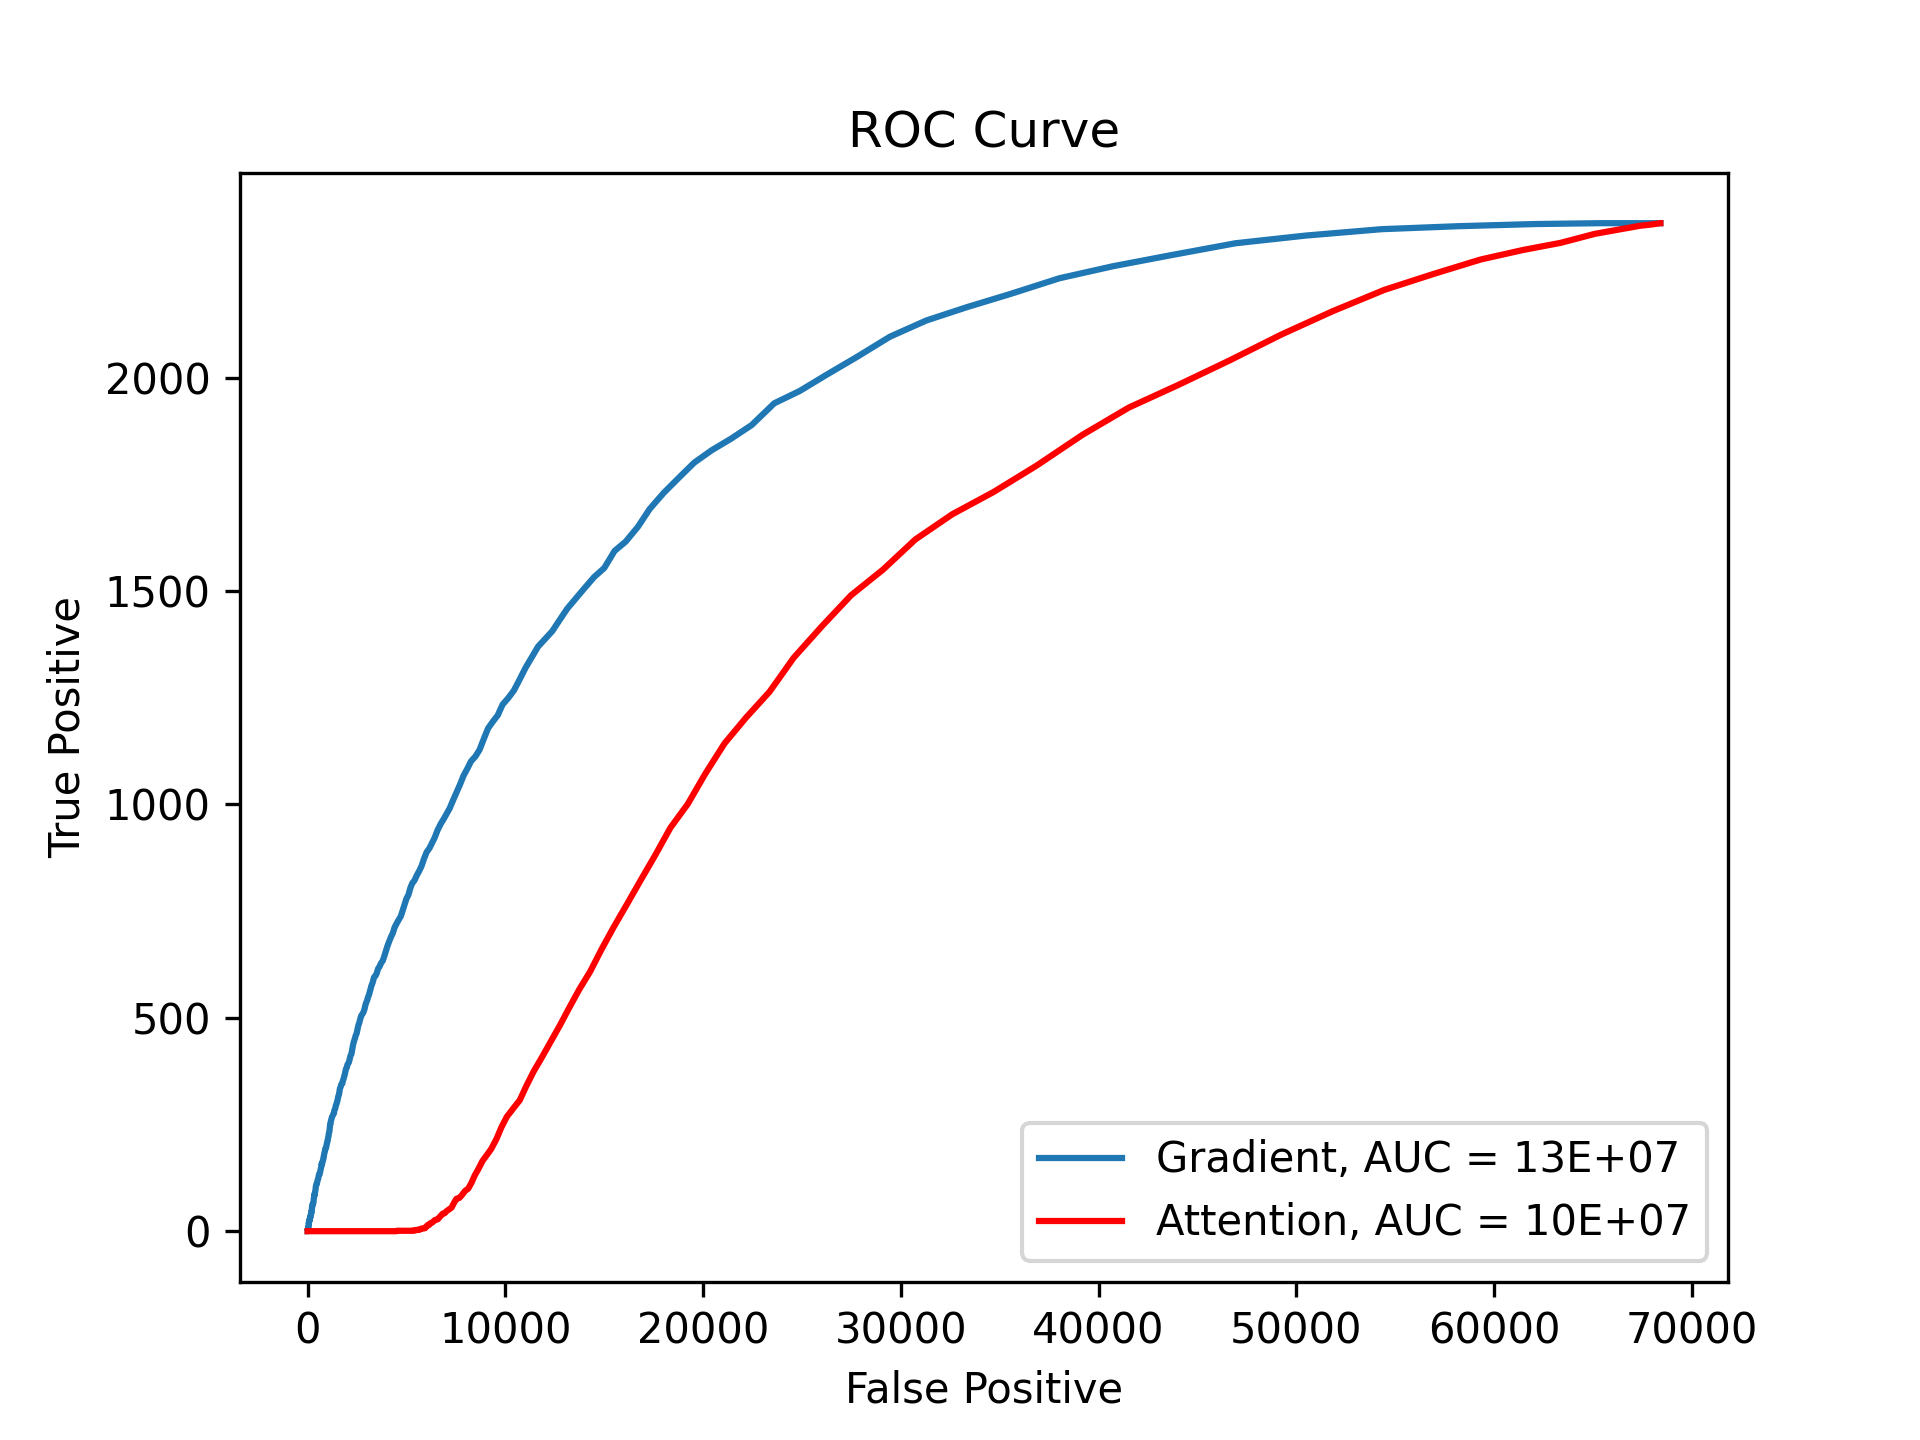 ROC Curve
True Positive
2000
1500
1000
500
0
0 10000 20000 30000 40000 50000 60000 70000
False Positive
Gradient, AUC = 13E+07
Attention, AUC = 10E+07